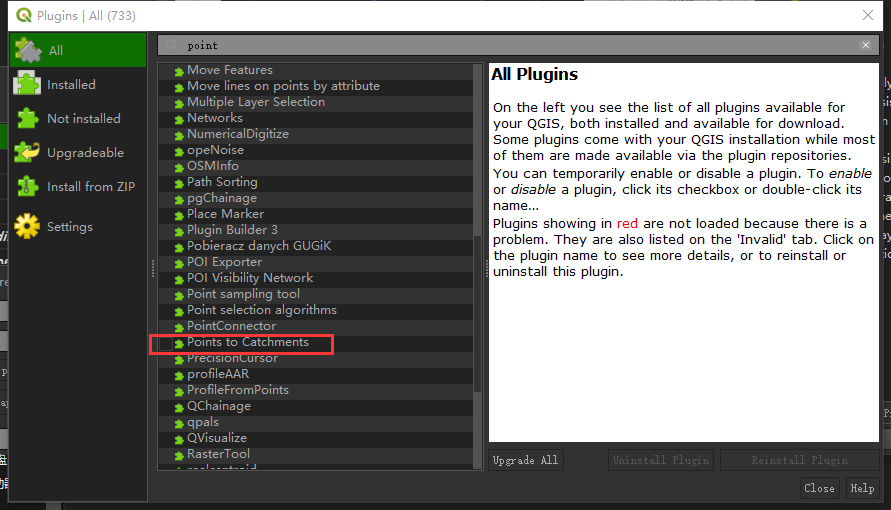 Plugins | All (733)
All
Installed
Not installed
Upgradeable
Install from ZIP
Settings
point
Move Features
Move lines on points by attribute
Multiple Layer Selection
Networks
NumericalDigitize
opeNoise
OSMInfo
Path Sorting
pgChainage
Place Marker
Plugin Builder 3
Pobieracz danych GUGiK
POI Exporter
POI Visibility Network
Point sampling tool
Point selection algorithms
PointConnector
Points to Catchments
PrecisionCursor
profileAAR
ProfileFromPoints
QChainage
qpals
QVisualize
RasterTool
All Plugins
On the left you see the list of all plugins available for
your QGIS, both installed and available for download.
Some plugins come with your QGIS installation while most
of them are made available via the plugin repositories.
You can temporarily enable or disable a plugin. To enable
or disable a plugin, click its checkbox or double-click its
name...
Plugins showing in red are not loaded because there is a
problem. They are also listed on the 'Invalid' tab. Click on
the plugin name to see more details, or to reinstall or
uninstall this plugin.
Upgrade All
Uninstall Plugin
Reinstall Plugin
Close
Help